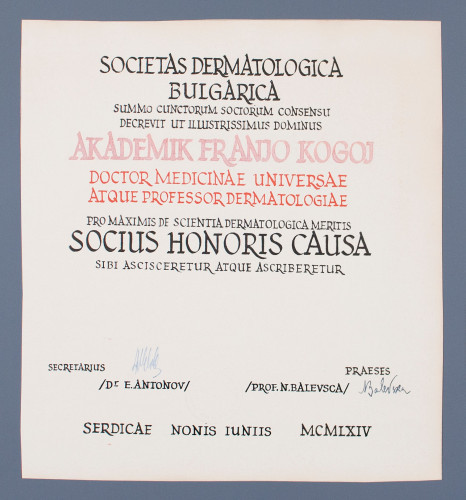 SOCIETAS DERMATOLOGICA
BULGARICA
SUMMO CUNCTORUM SOCIORUM CONSENSU
DECREVIT UT ILLUSTRISSIMUS DOMINUS
AKADEMIK FRANJO KOGOJ
DOCTOR MEDICINAE UNIVERSAE
ATQUE PROFESSOR DERMATOLOGIAE
PRO MAXIMIS DE SCIENTIA DERMATOLOGICA MERITIS
SOCIUS HONORIS CAUSA
SIBI ASCISCERETUR ATQUE ASCRIBERETUR
SECRETARIUS PRAESES
/Dr E. ANTONOV/ /PROF. N. BALEVSCA/ NBalevsca
SERDICAE NONIS IUNIIS MCMLXIV